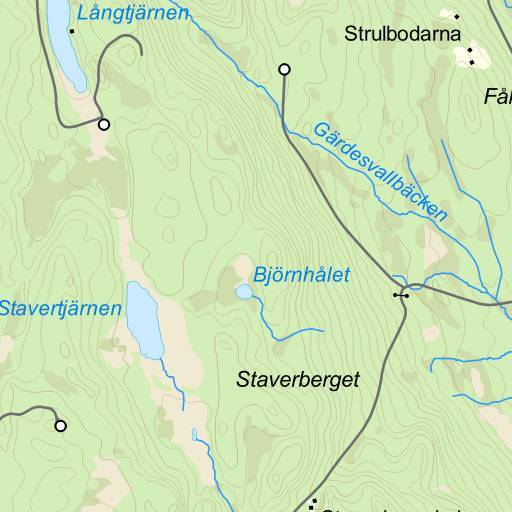 Långtjärnen
Strulbodarna
Gärdesvallbäcken
Björnhålet
Stavertjärnen
Staverberget